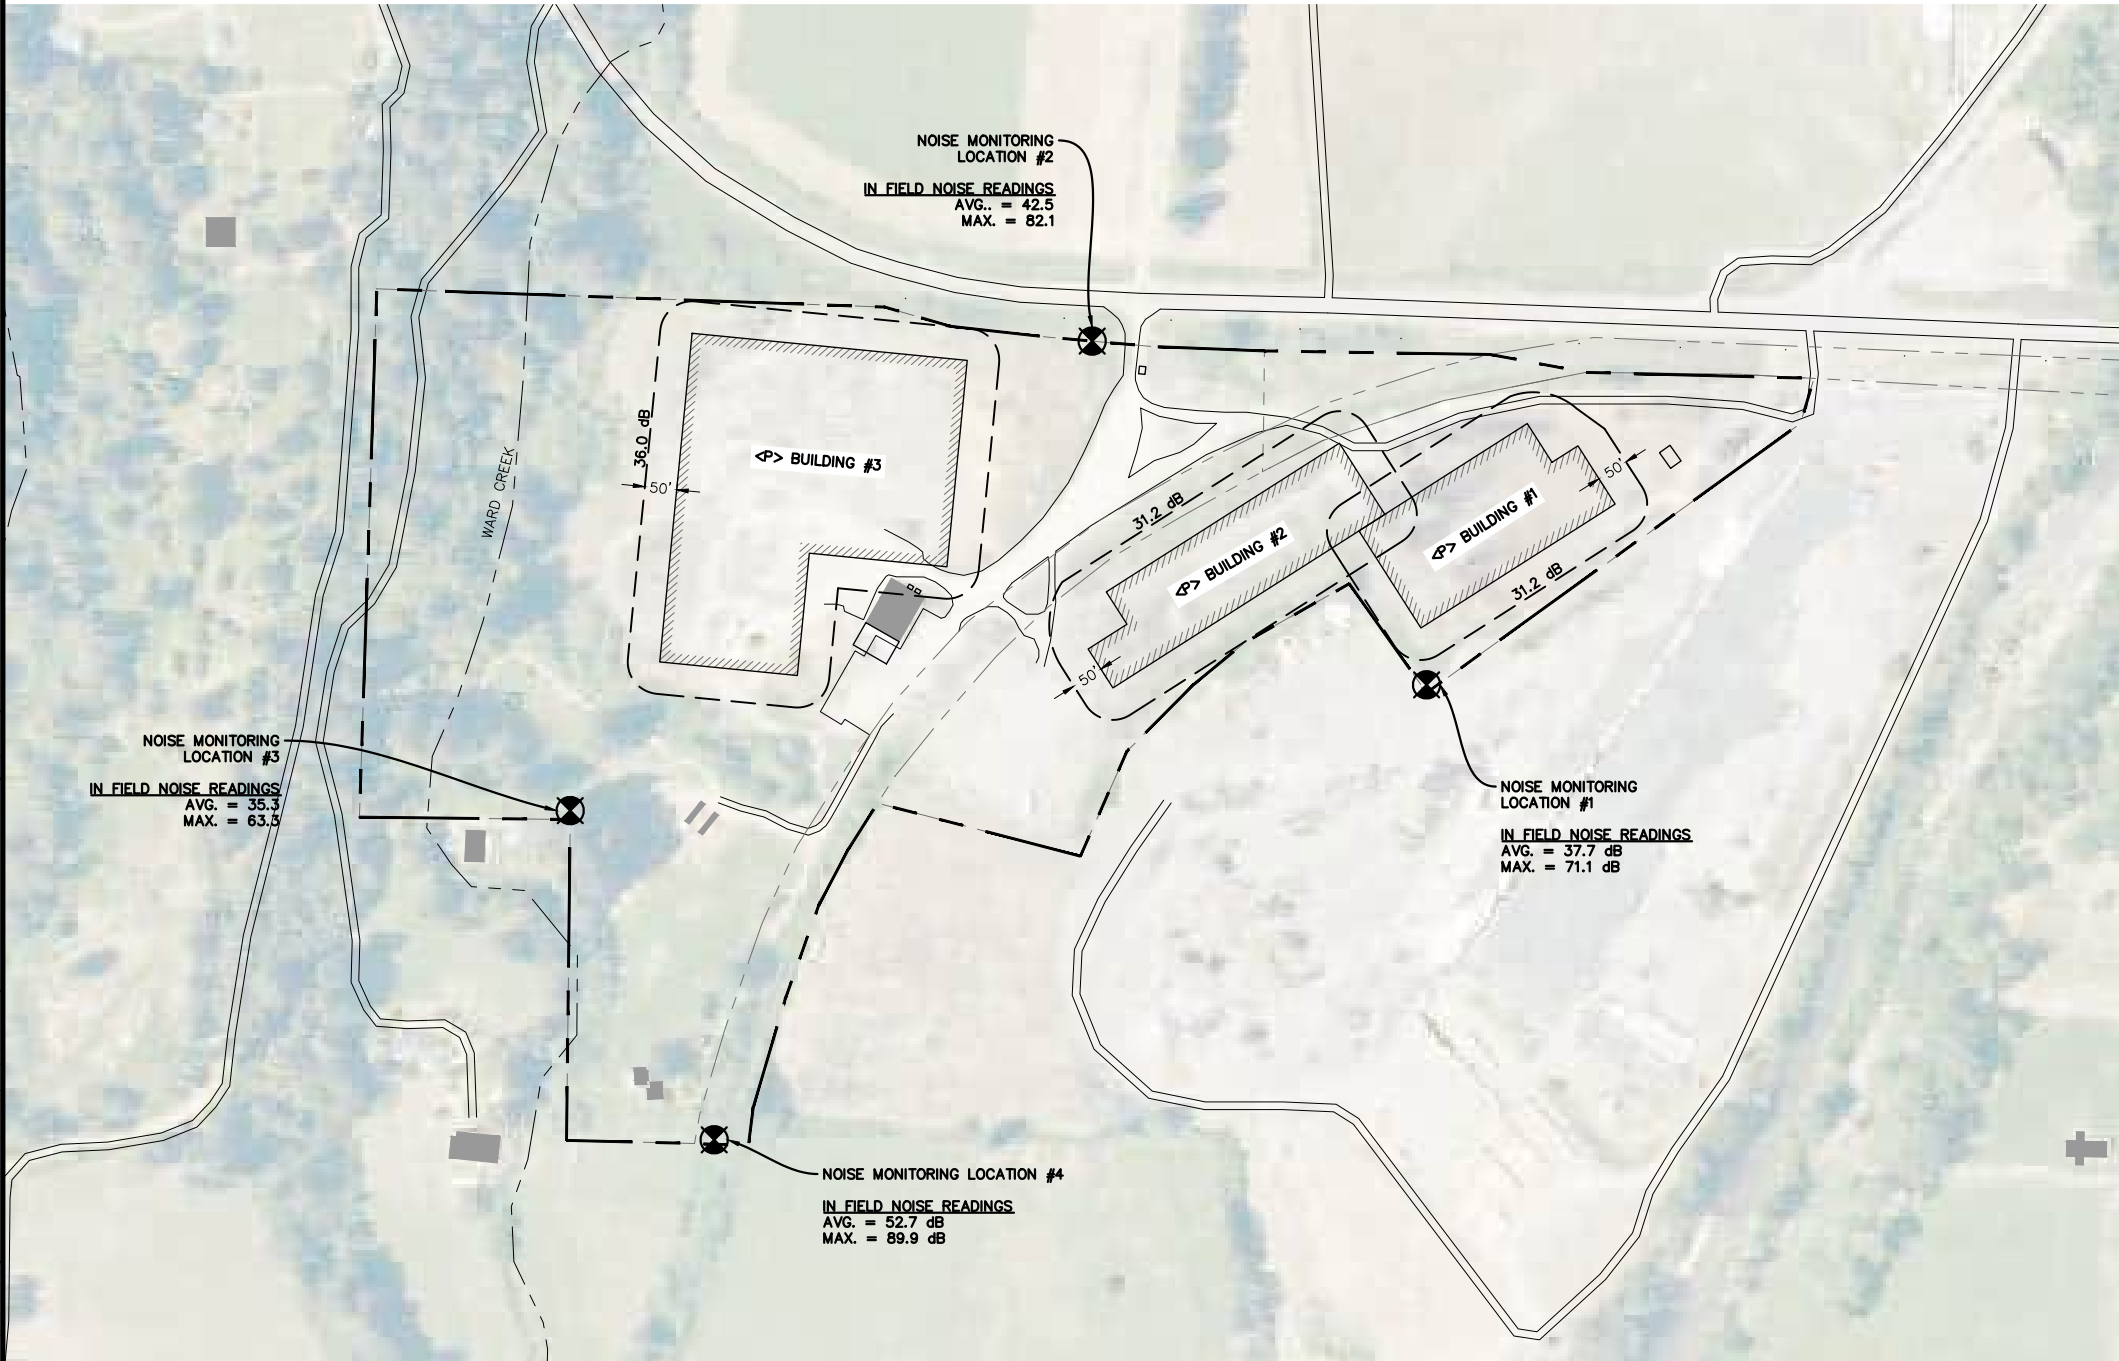 NOISE MONITORING
LOCATION #2
IN FIELD NOISE READINGS
AVG.. = 42.5
MAX. = 82.1
36.0 dB
50'
<P> BUILDING #3
WARD CREEK
31.2 dB
<P> BUILDING #2
50'
<P> BUILDING #1
50'
31.2 dB
NOISE MONITORING
LOCATION #3
IN FIELD NOISE READINGS
AVG. = 35.3
MAX. = 63.3
NOISE MONITORING
LOCATION #1
IN FIELD NOISE READINGS
AVG. = 37.7 dB
MAX. = 71.1 dB
NOISE MONITORING LOCATION #4
IN FIELD NOISE READINGS
AVG. = 52.7 dB
MAX. = 89.9 dB